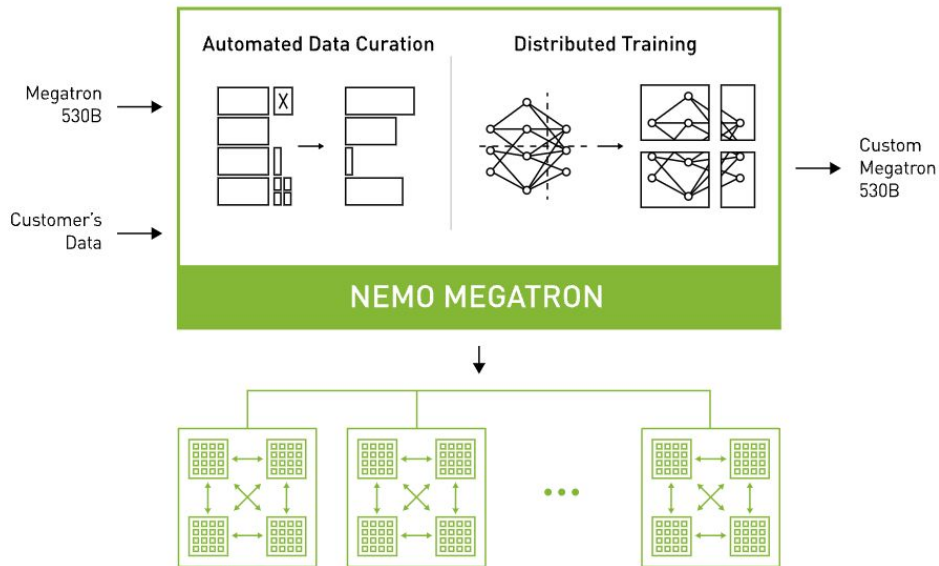 Automated Data Curation
Distributed Training
Megatron
530B
X
Customer's
Data
Custom
Megatron
530B
NEMO MEGATRON